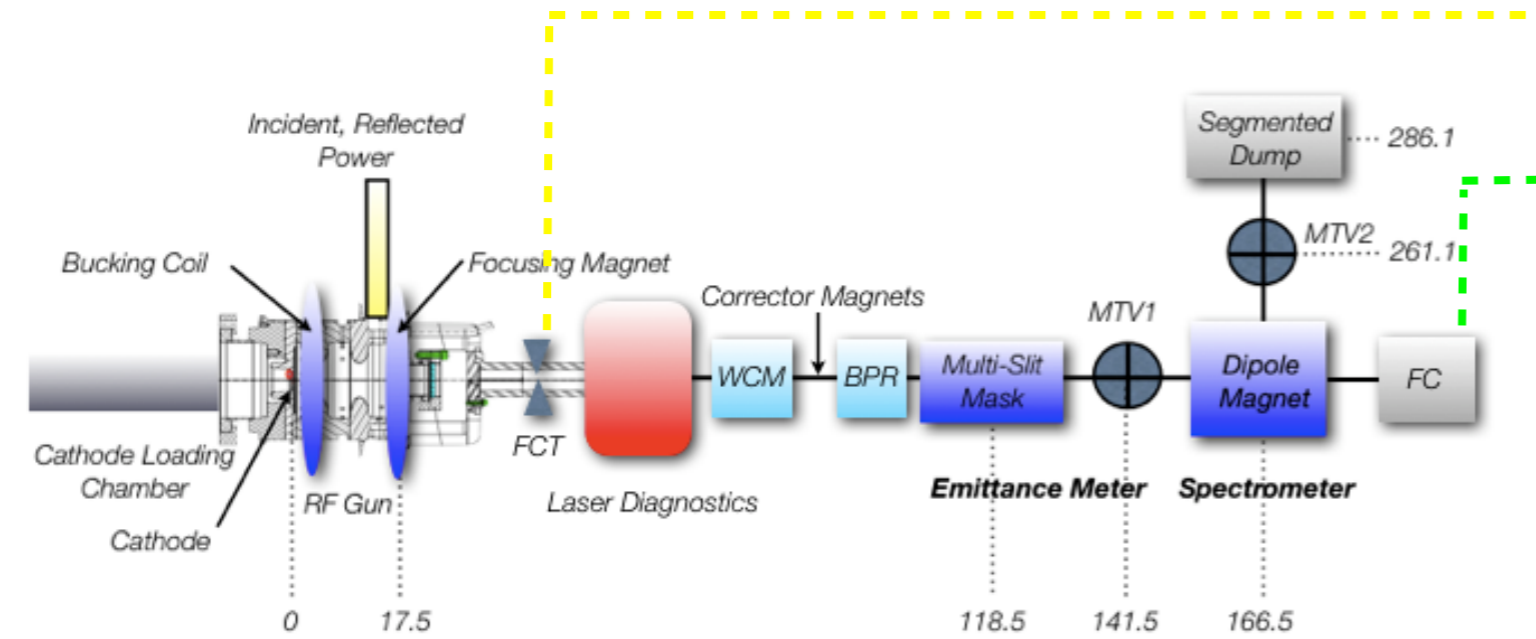 Incident, Reflected
Power
Segmented
Dump
286.1
Bucking Coil
Focusing Magnet
MTV2
261.1
Corrector Magnets
MTV1
WCM
BPR
Multi-Slit
Mask
Dipole
Magnet
FC
FCT
Cathode Loading
Chamber
RF Gun
Laser Diagnostics
Emittance Meter
Spectrometer
Cathode
0
17.5
118.5
141.5
166.5